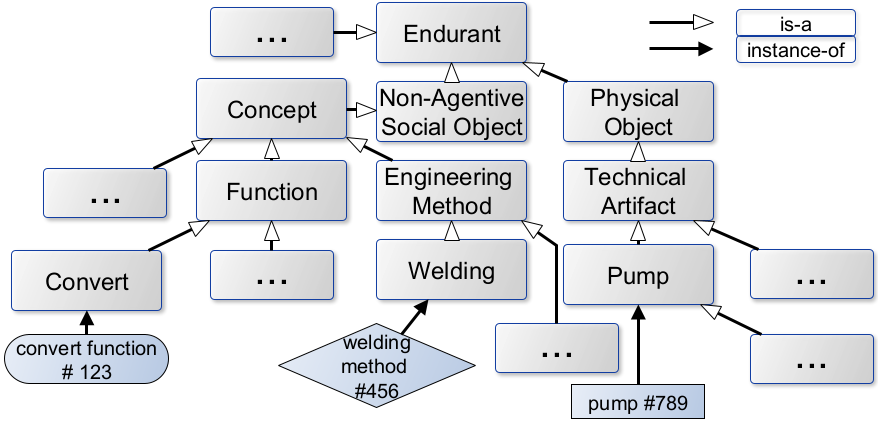 ...
Endurant
is-a
instance-of
Concept
Non-Agentive
Social Object
Physical
Object
...
Function
Engineering
Method
Technical
Artifact
Convert
...
Welding
Pump
...
convert function
# 123
welding
method
#456
...
...
pump #789